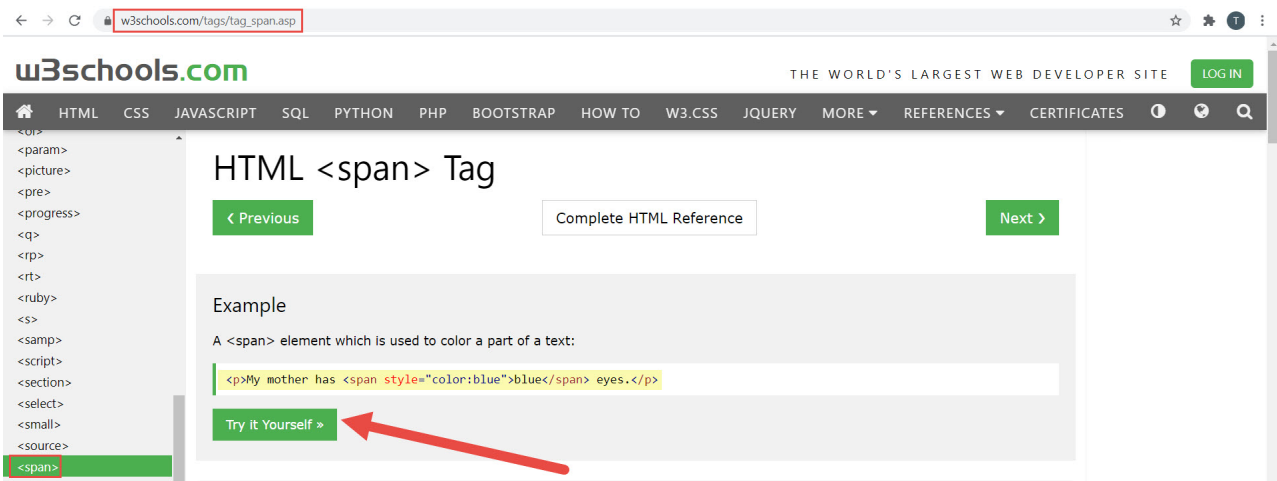 w3schools.com/tags/tag_span.asp
T
w3schools.com
THE WORLD'S LARGEST WEB DEVELOPER SITE
LOG IN
HTML CSS JAVASCRIPT SQL PYTHON PHP BOOTSTRAP HOW TO W3.CSS JQUERY MORE REFERENCES CERTIFICATES
<ol>
<param>
<picture>
<pre>
<progress>
<q>
<rp>
<rt>
<ruby>
<s>
<samp>
<script>
<section>
<select>
<small>
<source>
<span>
HTML <span> Tag
❮ Previous
Complete HTML Reference
Next ❯
Example
A <span> element which is used to color a part of a text:
<p>My mother has <span style="color:blue">blue</span> eyes.</p>
Try it Yourself »